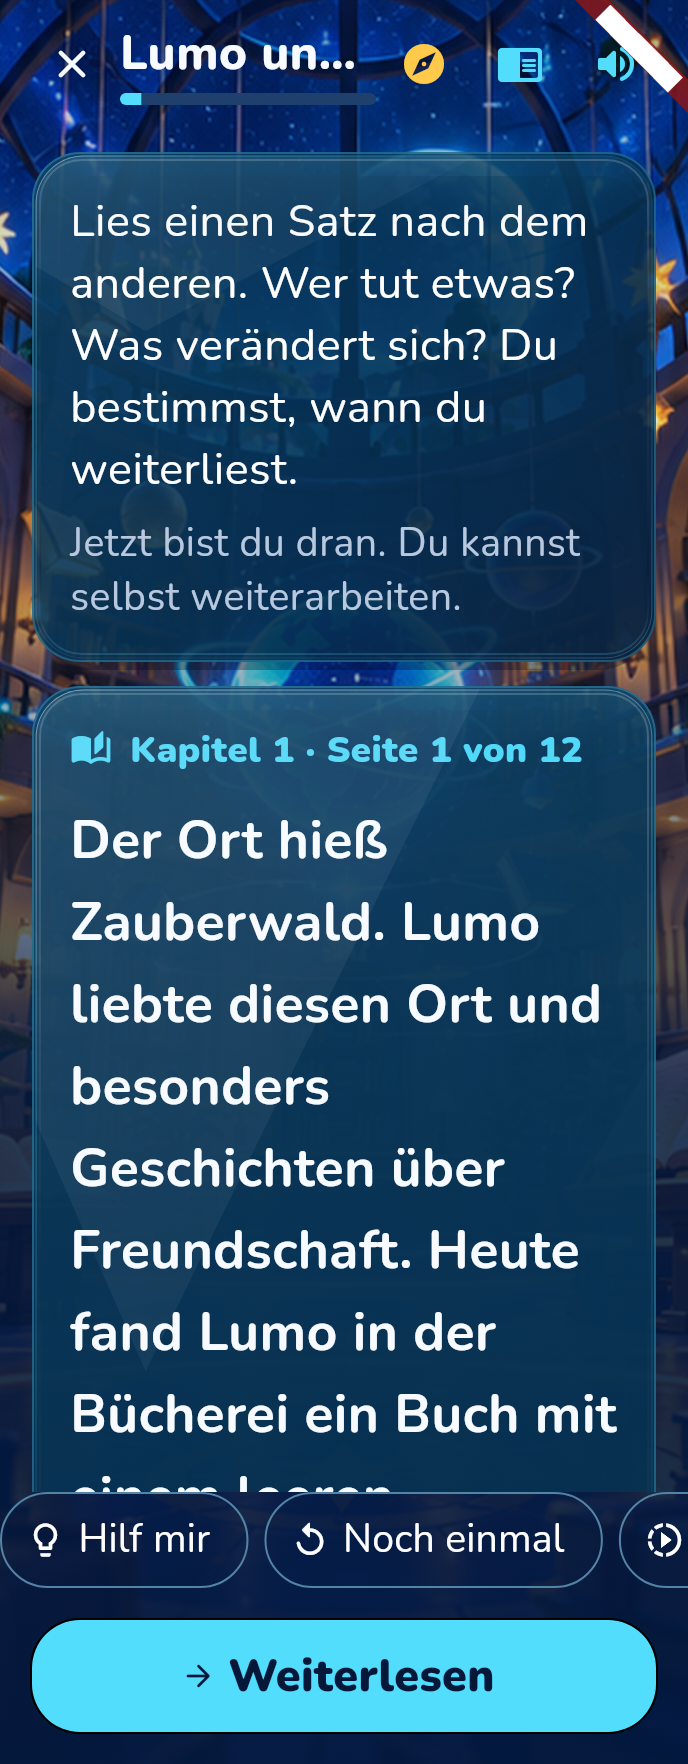 Lumo un...
Lies einen Satz nach dem
anderen. Wer tut etwas?
Was verändert sich? Du
bestimmst, wann du
weiterliest.
Jetzt bist du dran. Du kannst
selbst weiterarbeiten.
Kapitel 1 · Seite 1 von 12
Der Ort hieß
Zauberwald. Lumo
liebte diesen Ort und
besonders
Geschichten über
Freundschaft. Heute
fand Lumo in der
Bücherei ein Buch mit
einem leeren
Hilf mir
Noch einmal
Weiterlesen